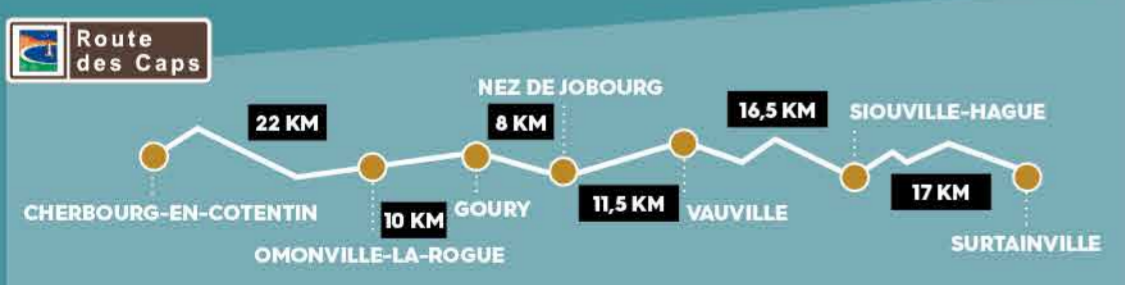 Route
des Caps
NEZ DE JOBOURG
16,5 KM
SIOUVILLE-HAGUE
22 KM
8 KM
CHERBOURG-EN-COTENTIN
10 KM
GOURY
11,5 KM
VAUVILLE
17 KM
OMONVILLE-LA-ROGUE
SURTAINVILLE